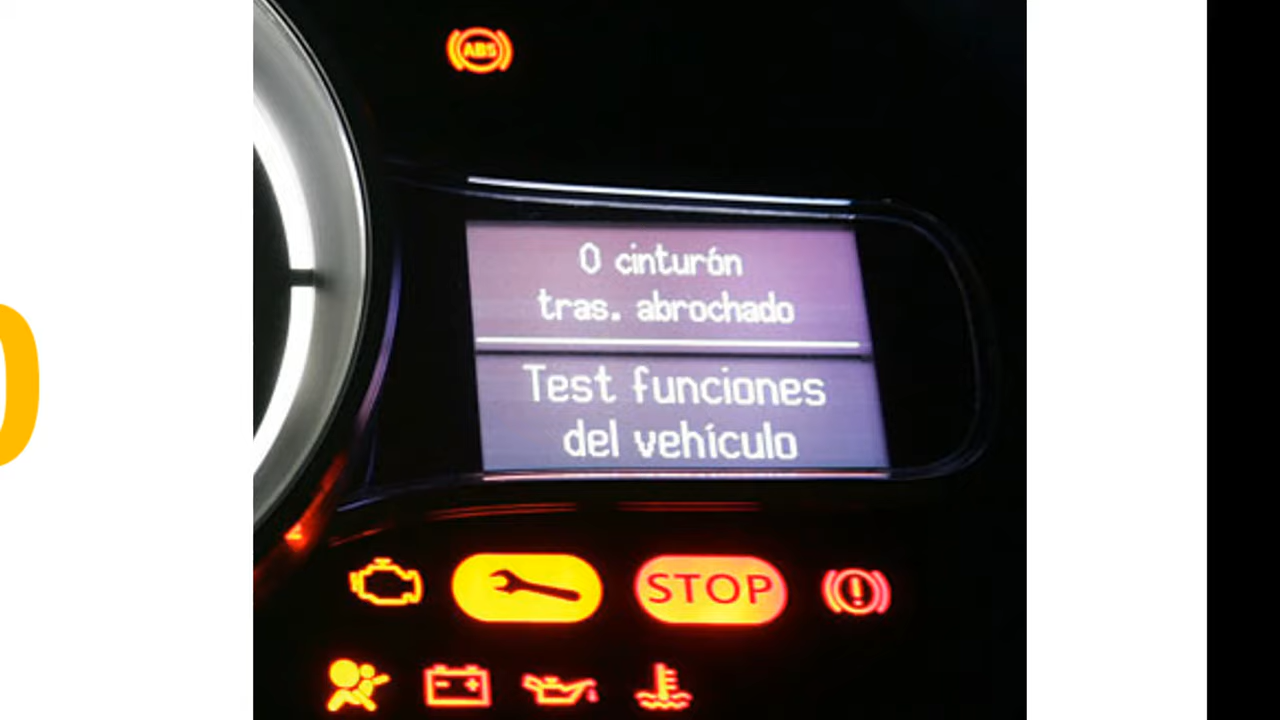 ABS
0 cinturón
tras. abrochado
Test funciones
del vehículo
STOP